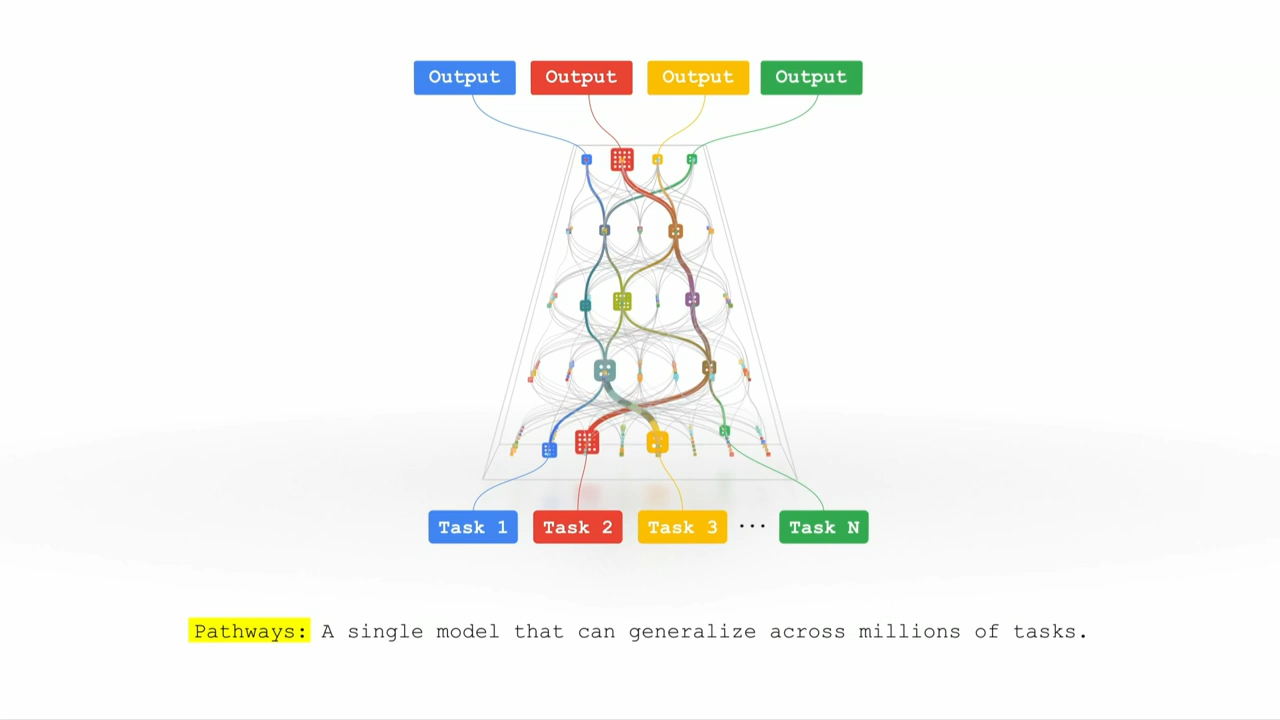 Output Output Output Output
Task 1 Task 2 Task 3 ··· Task N
Pathways: A single model that can generalize across millions of tasks.